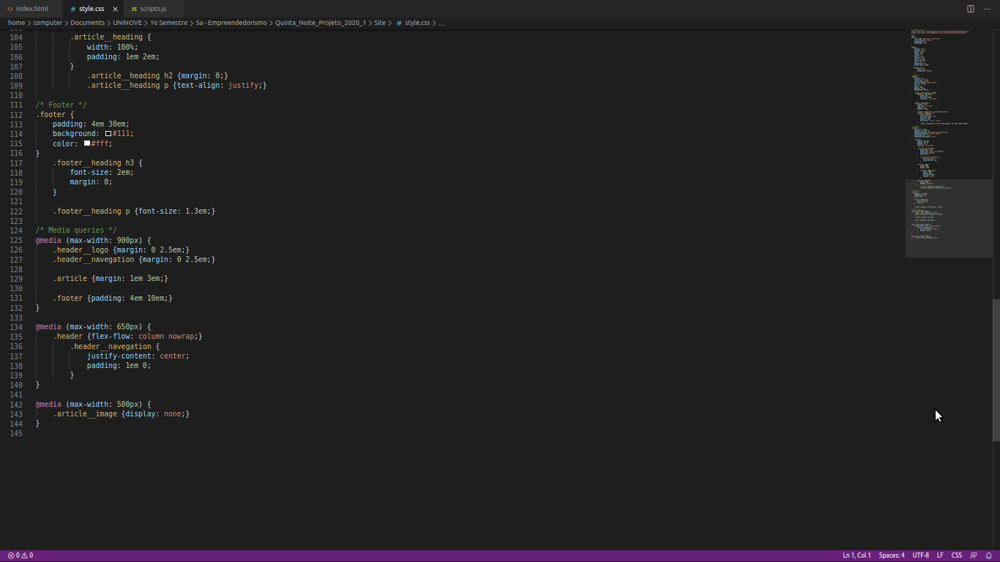 index.html style.css scripts.js
home > computer > Documents > UNINOVE > 1o Semestre > 5a - Empreendedorismo > Quinta_Noite_Projeto_2020_1 > Site > # style.css > ...
104 .article__heading {
105 width: 100%;
106 padding: 1em 2em;
107 }
108 .article__heading h2 {margin: 0;}
109 .article__heading p {text-align: justify;}
110
111 /* Footer */
112 .footer {
113 padding: 4em 30em;
114 background: #111;
115 color: #fff;
116 }
117 .footer__heading h3 {
118 font-size: 2em;
119 margin: 0;
120 }
121
122 .footer__heading p {font-size: 1.3em;}
123
124 /* Media queries */
125 @media (max-width: 900px) {
126 .header__logo {margin: 0 2.5em;}
127 .header__navegation {margin: 0 2.5em;}
128
129 .article {margin: 1em 3em;}
130
131 .footer {padding: 4em 10em;}
132 }
133
134 @media (max-width: 650px) {
135 .header {flex-flow: column nowrap;}
136 .header__navegation {
137 justify-content: center;
138 padding: 1em 0;
139 }
140 }
141
142 @media (max-width: 500px) {
143 .article__image {display: none;}
144 }
145
0 0 Ln 1, Col 1 Spaces: 4 UTF-8 LF CSS